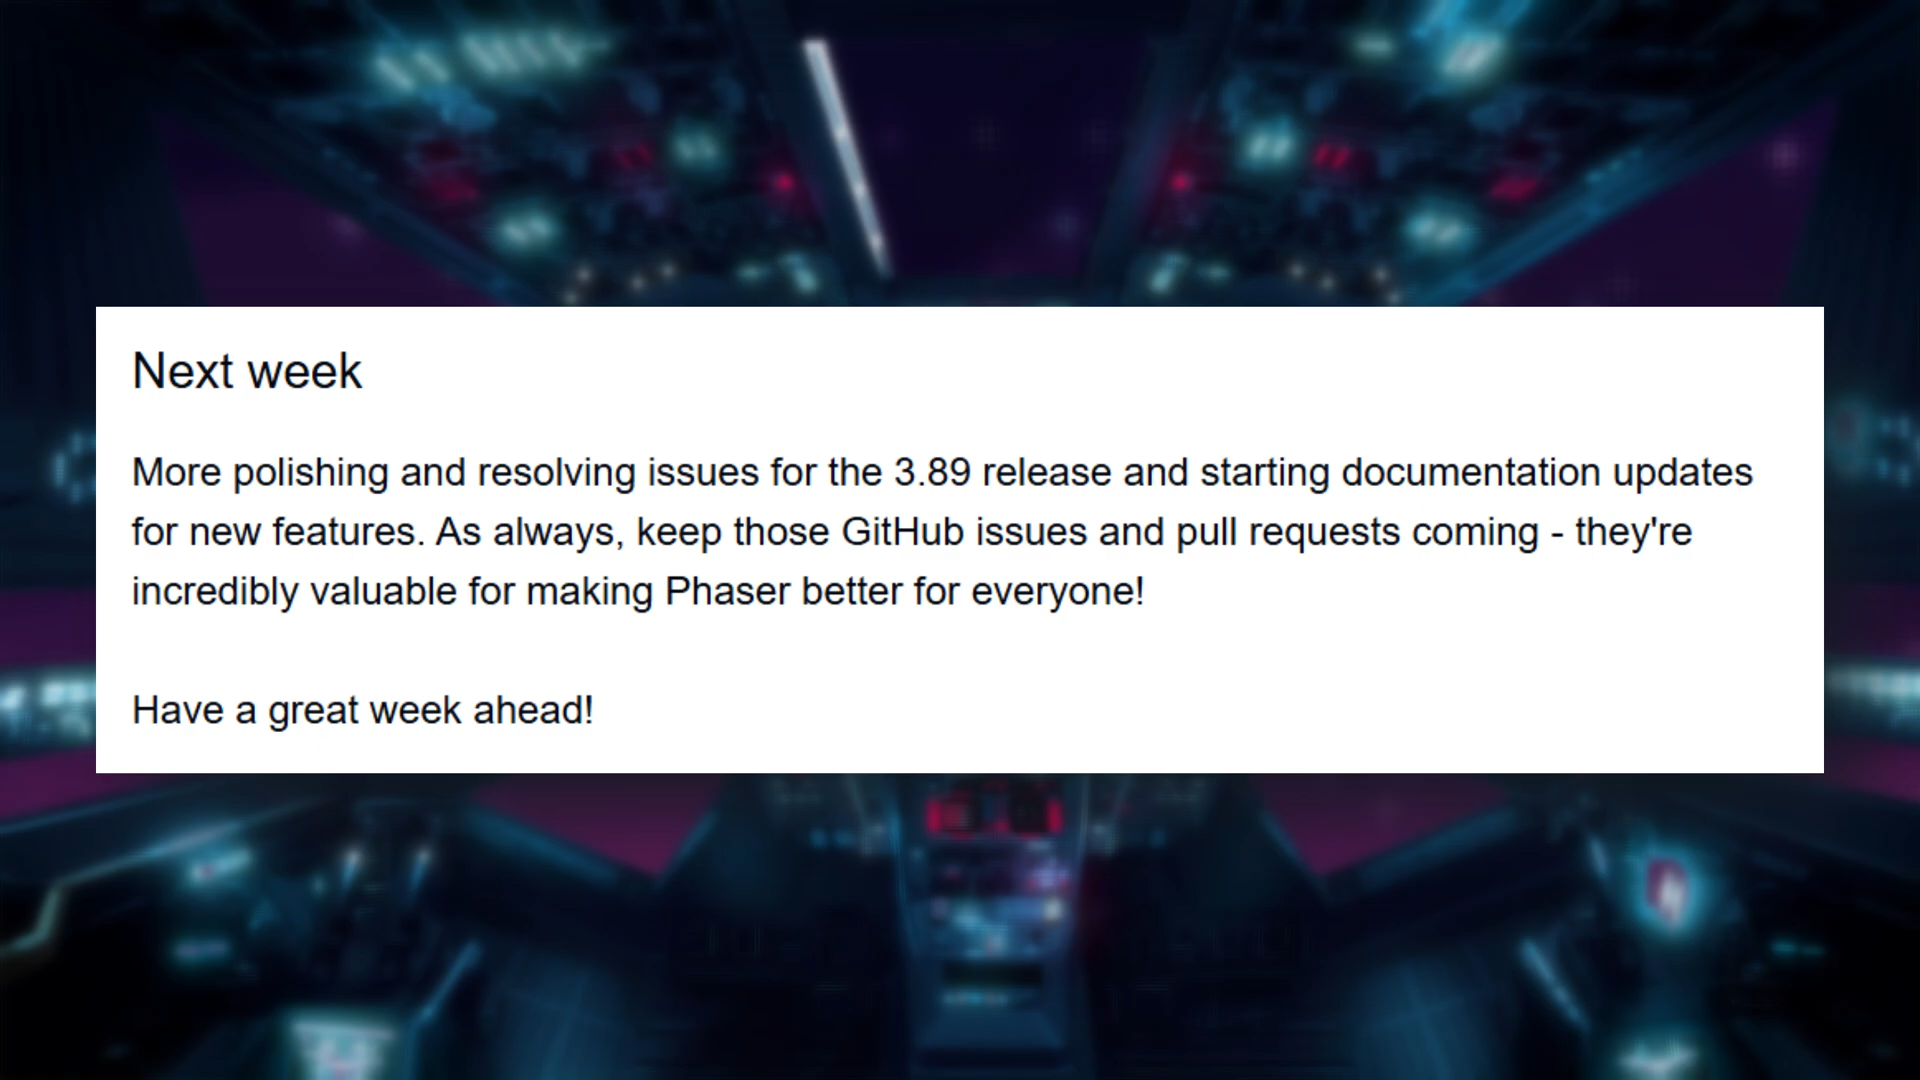 Next week
More polishing and resolving issues for the 3.89 release and starting documentation updates
for new features. As always, keep those GitHub issues and pull requests coming - they're
incredibly valuable for making Phaser better for everyone!
Have a great week ahead!